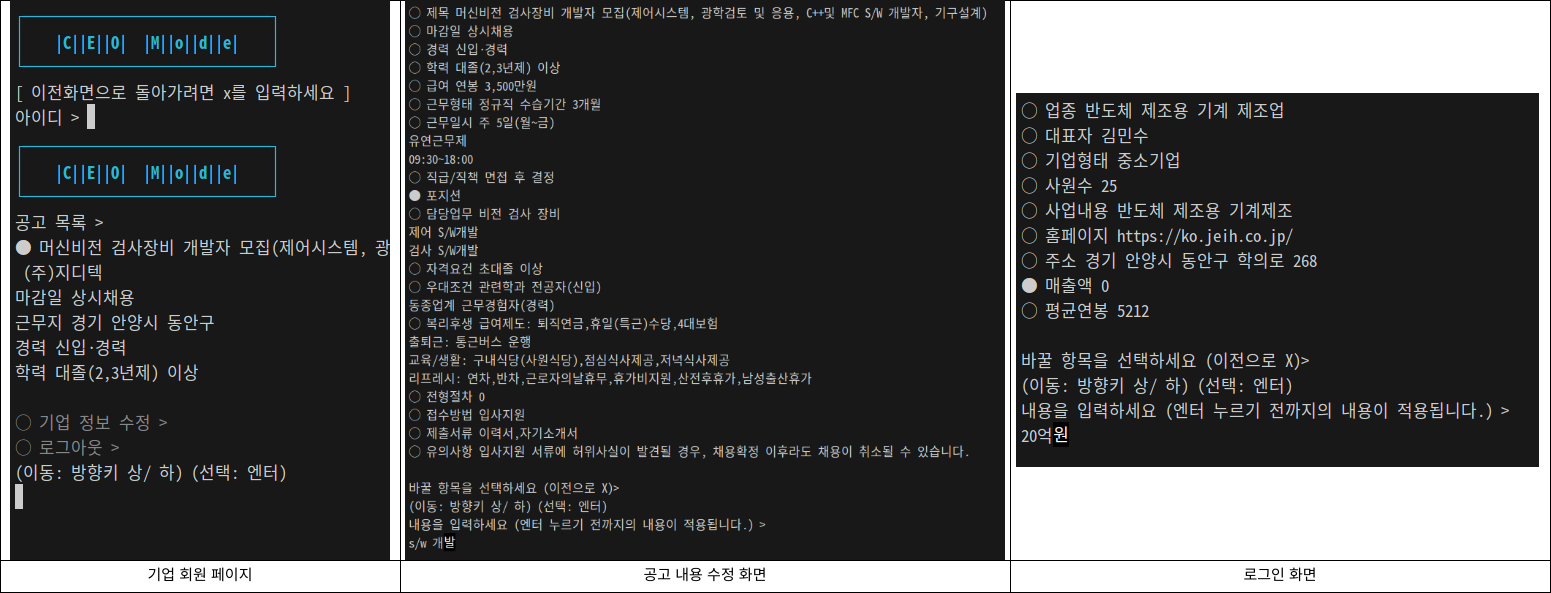 |C||E||O| |M||o||d||e|
[ 이전화면으로 돌아가려면 x를 입력하세요 ]
아이디 >
|C||E||O| |M||o||d||e|
공고 목록 >
● 머신비전 검사장비 개발자 모집(제어시스템, 광
(주)지디텍
마감일 상시채용
근무지 경기 안양시 동안구
경력 신입·경력
학력 대졸(2,3년제) 이상
○ 기업 정보 수정 >
○ 로그아웃 >
(이동: 방향키 상/ 하) (선택: 엔터)
기업 회원 페이지
○ 제목 머신비전 검사장비 개발자 모집(제어시스템, 광학검토 및 응용, C++및 MFC S/W 개발자, 기구설계)
○ 마감일 상시채용
○ 경력 신입·경력
○ 학력 대졸(2,3년제) 이상
○ 급여 연봉 3,500만원
○ 근무형태 정규직 수습기간 3개월
○ 근무일시 주 5일(월~금)
유연근무제
09:30~18:00
○ 직급/직책 면접 후 결정
● 포지션
○ 담당업무 비전 검사 장비
제어 S/W개발
검사 S/W개발
○ 자격요건 초대졸 이상
○ 우대조건 관련학과 전공자(신입)
동종업계 근무경험자(경력)
○ 복리후생 급여제도: 퇴직연금,휴일(특근)수당,4대보험
출퇴근: 통근버스 운행
교육/생활: 구내식당(사원식당),점심식사제공,저녁식사제공
리프레시: 연차,반차,근로자의날휴무,휴가비지원,산전후휴가,남성출산휴가
○ 전형절차 0
○ 접수방법 입사지원
○ 제출서류 이력서,자기소개서
○ 유의사항 입사지원 서류에 허위사실이 발견될 경우, 채용확정 이후라도 채용이 취소될 수 있습니다.
바꿀 항목을 선택하세요 (이전으로 X)>
(이동: 방향키 상/ 하) (선택: 엔터)
내용을 입력하세요 (엔터 누르기 전까지의 내용이 적용됩니다.) >
s/w 개발
공고 내용 수정 화면
○ 업종 반도체 제조용 기계 제조업
○ 대표자 김민수
○ 기업형태 중소기업
○ 사원수 25
○ 사업내용 반도체 제조용 기계제조
○ 홈페이지 https://ko.jeih.co.jp/
○ 주소 경기 안양시 동안구 학의로 268
● 매출액 0
○ 평균연봉 5212
바꿀 항목을 선택하세요 (이전으로 X)>
(이동: 방향키 상/ 하) (선택: 엔터)
내용을 입력하세요 (엔터 누르기 전까지의 내용이 적용됩니다.) >
20억원
로그인 화면